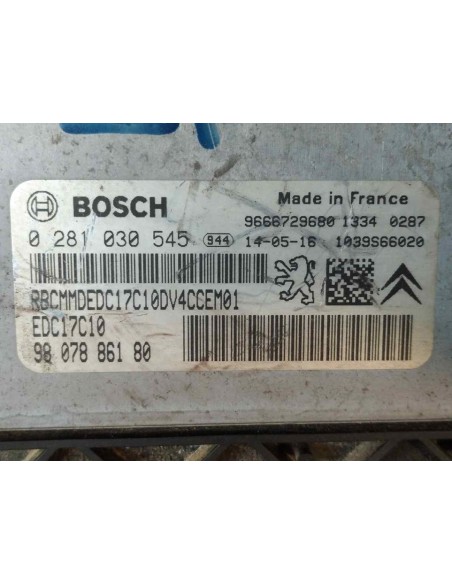 BOSCH
Made in France
9666729680 1334 0287
0 281 030 545 944 14-05-16 1039S66020
RBCMMDEDC17C10DV4CCEM01
EDC17C10
98 078 861 80